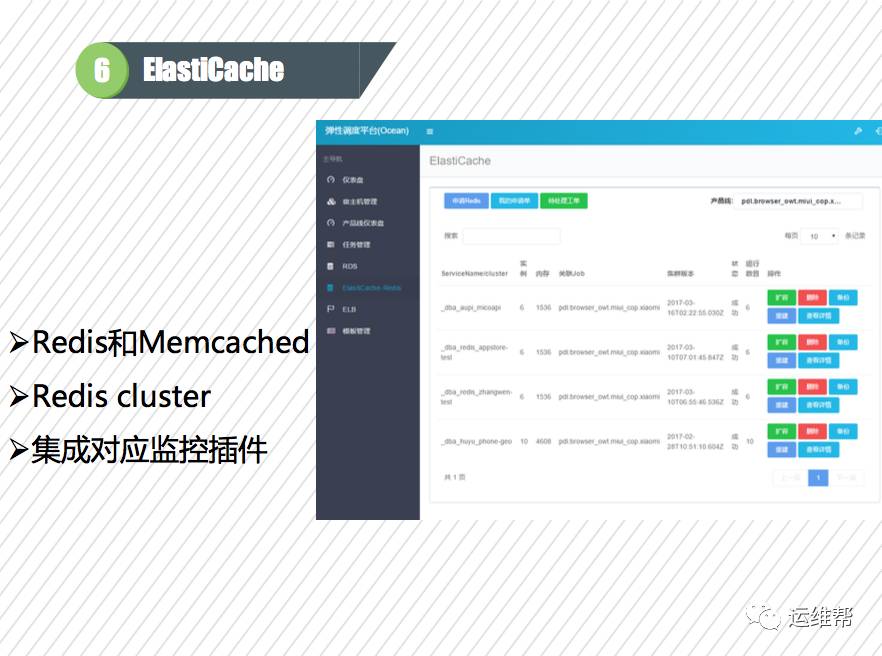 6 ElastiCache
弹性调度平台(Ocean)
主导航
仪表盘
宿主机管理
产品线仪表盘
任务管理
RDS
ElastiCache-Redis
ELB
模板管理
ElastiCache
申请Redis 我的申请单 待处理工单
产品线: pdl.browser_owt.miui_cop.x...
搜索
每页 10 条记录
ServiceName/cluster 实例 内存 关联Job 集群版本 状态 运行数目 操作
_dba_aupi_micoapi 6 1536 pdl.browser_owt.miui_cop.xiaomi 2017-03-16T02:22:55.030Z 成功 6
扩容 删除 备份
重建 查看详情
_dba_redis_appstore-test 6 1536 pdl.browser_owt.miui_cop.xiaomi 2017-03-10T07:01:45.847Z 成功 6
扩容 删除 备份
重建 查看详情
_dba_redis_zhangwen-test 6 1536 pdl.browser_owt.miui_cop.xiaomi 2017-03-10T06:55:46.536Z 成功 6
扩容 删除 备份
重建 查看详情
_dba_huyu_phone-geo 10 4608 pdl.browser_owt.miui_cop.xiaomi 2017-02-28T10:51:10.604Z 成功 10
扩容 删除 备份
重建 查看详情
共 1 页
上一页 1 下一页
➢Redis和Memcached
➢Redis cluster
➢集成对应监控插件
运维帮